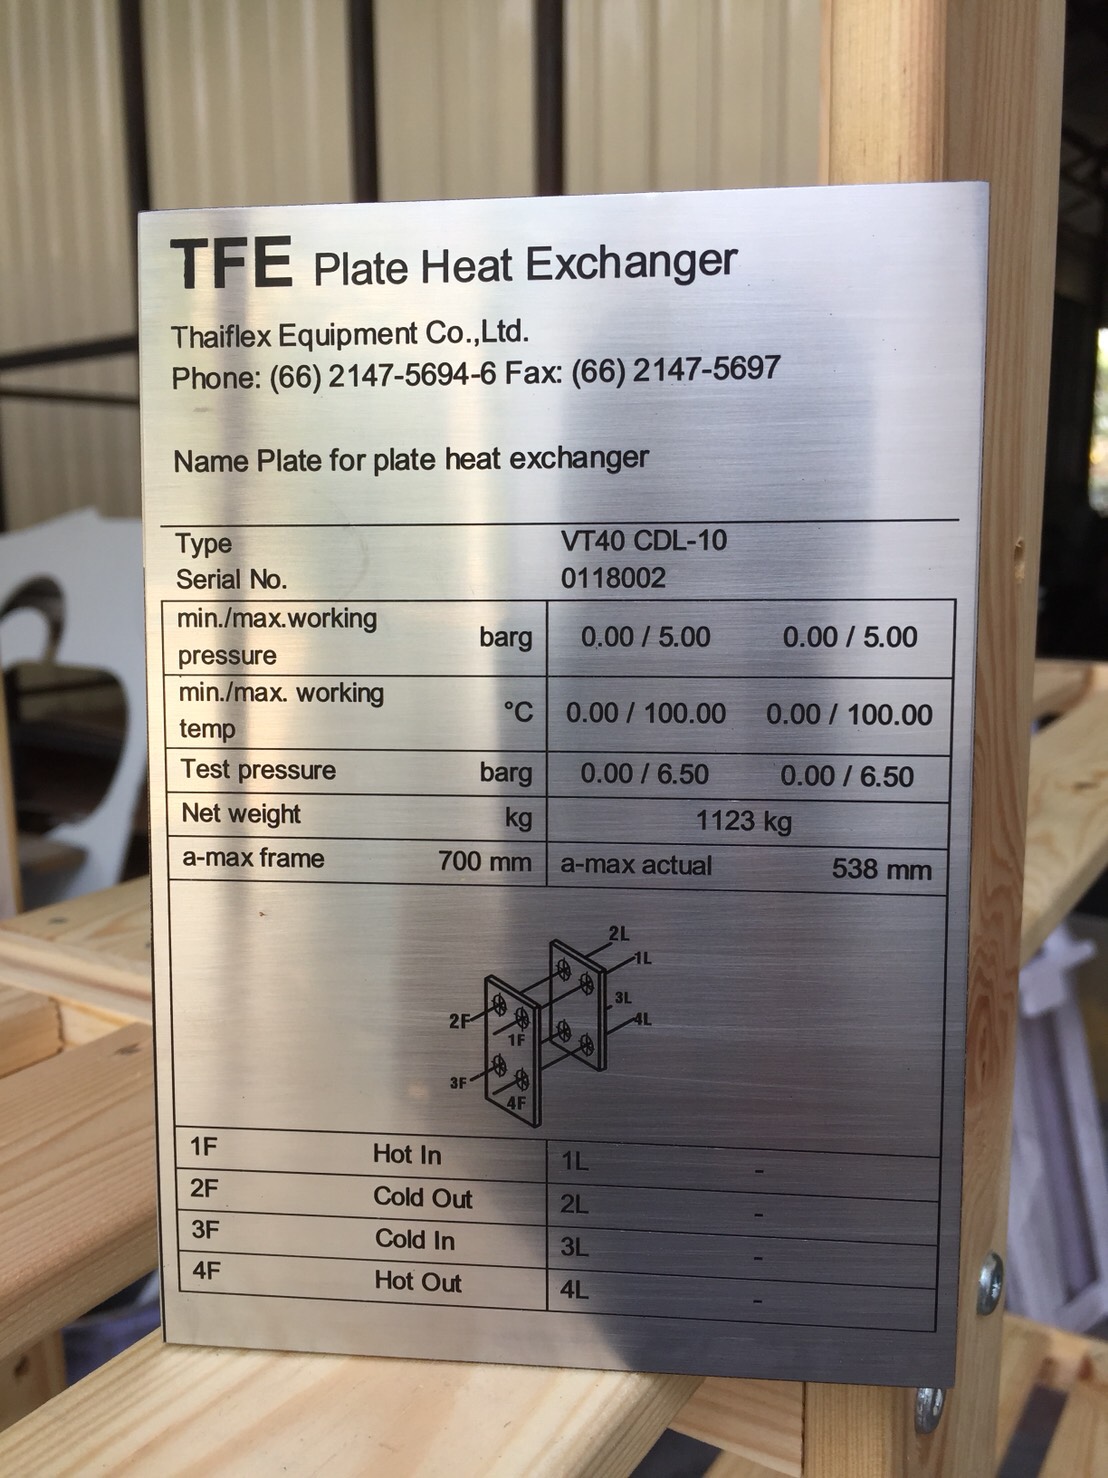 TFE Plate Heat Exchanger
Thaiflex Equipment Co.,Ltd.
Phone: (66) 2147-5694-6 Fax: (66) 2147-5697
Name Plate for plate heat exchanger
Type VT40 CDL-10
Serial No. 0118002
min./max.working pressure barg 0.00 / 5.00 0.00 / 5.00
min./max. working temp °C 0.00 / 100.00 0.00 / 100.00
Test pressure barg 0.00 / 6.50 0.00 / 6.50
Net weight kg 1123 kg
a-max frame 700 mm a-max actual 538 mm
2L
1L
3L
2F 4L
1F
3F
4F
1F Hot In 1L -
2F Cold Out 2L -
3F Cold In 3L -
4F Hot Out 4L -